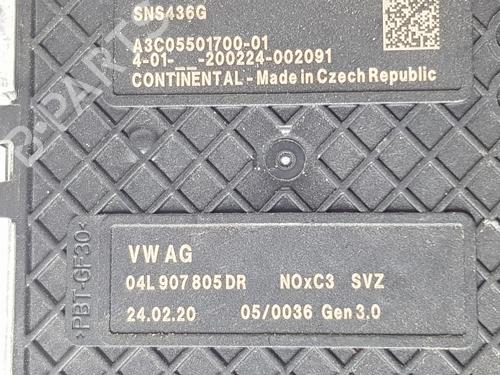 SNS436G
A3C05501700-01
4-01-__-200224-002091
CONTINENTAL - Made in Czech Republic
>PBT-GF30<
VW AG
04L 907 805 DR NOxC3 SVZ
24.02.20 05/0036 Gen 3.0